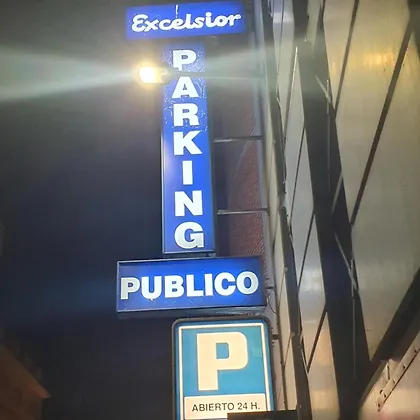 Excelsior
PARKING
PUBLICO
P
ABIERTO 24 H.